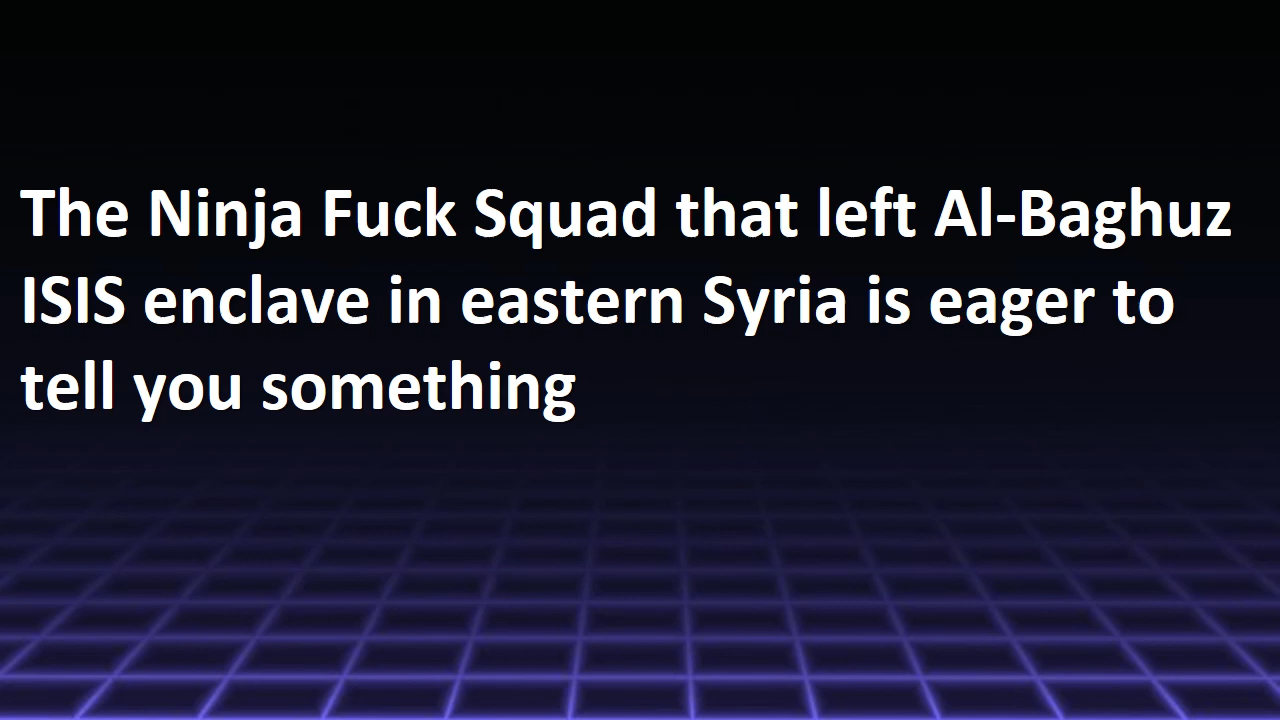 The Ninja Fuck Squad that left Al-Baghuz
ISIS enclave in eastern Syria is eager to
tell you something